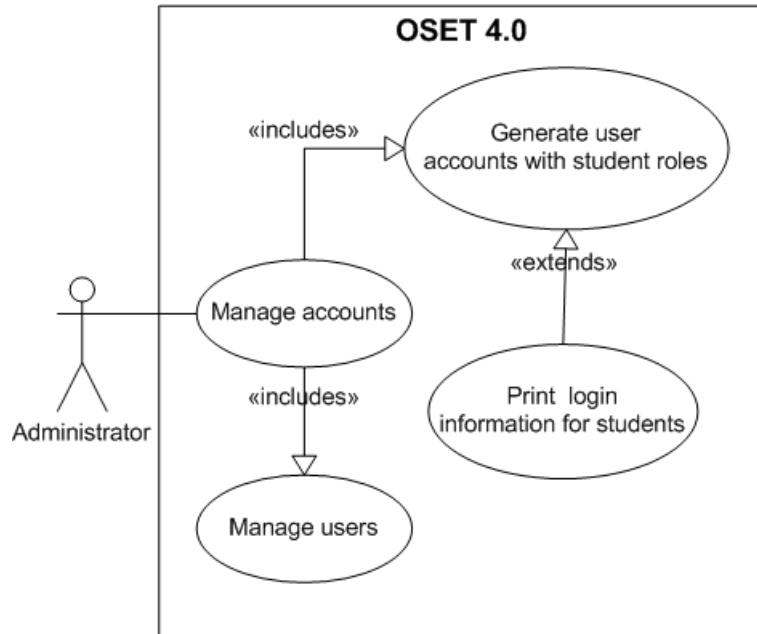 OSET 4.0
«includes»
Generate user
accounts with student roles
«extends»
Manage accounts
Administrator
«includes»
Print login
information for students
Manage users